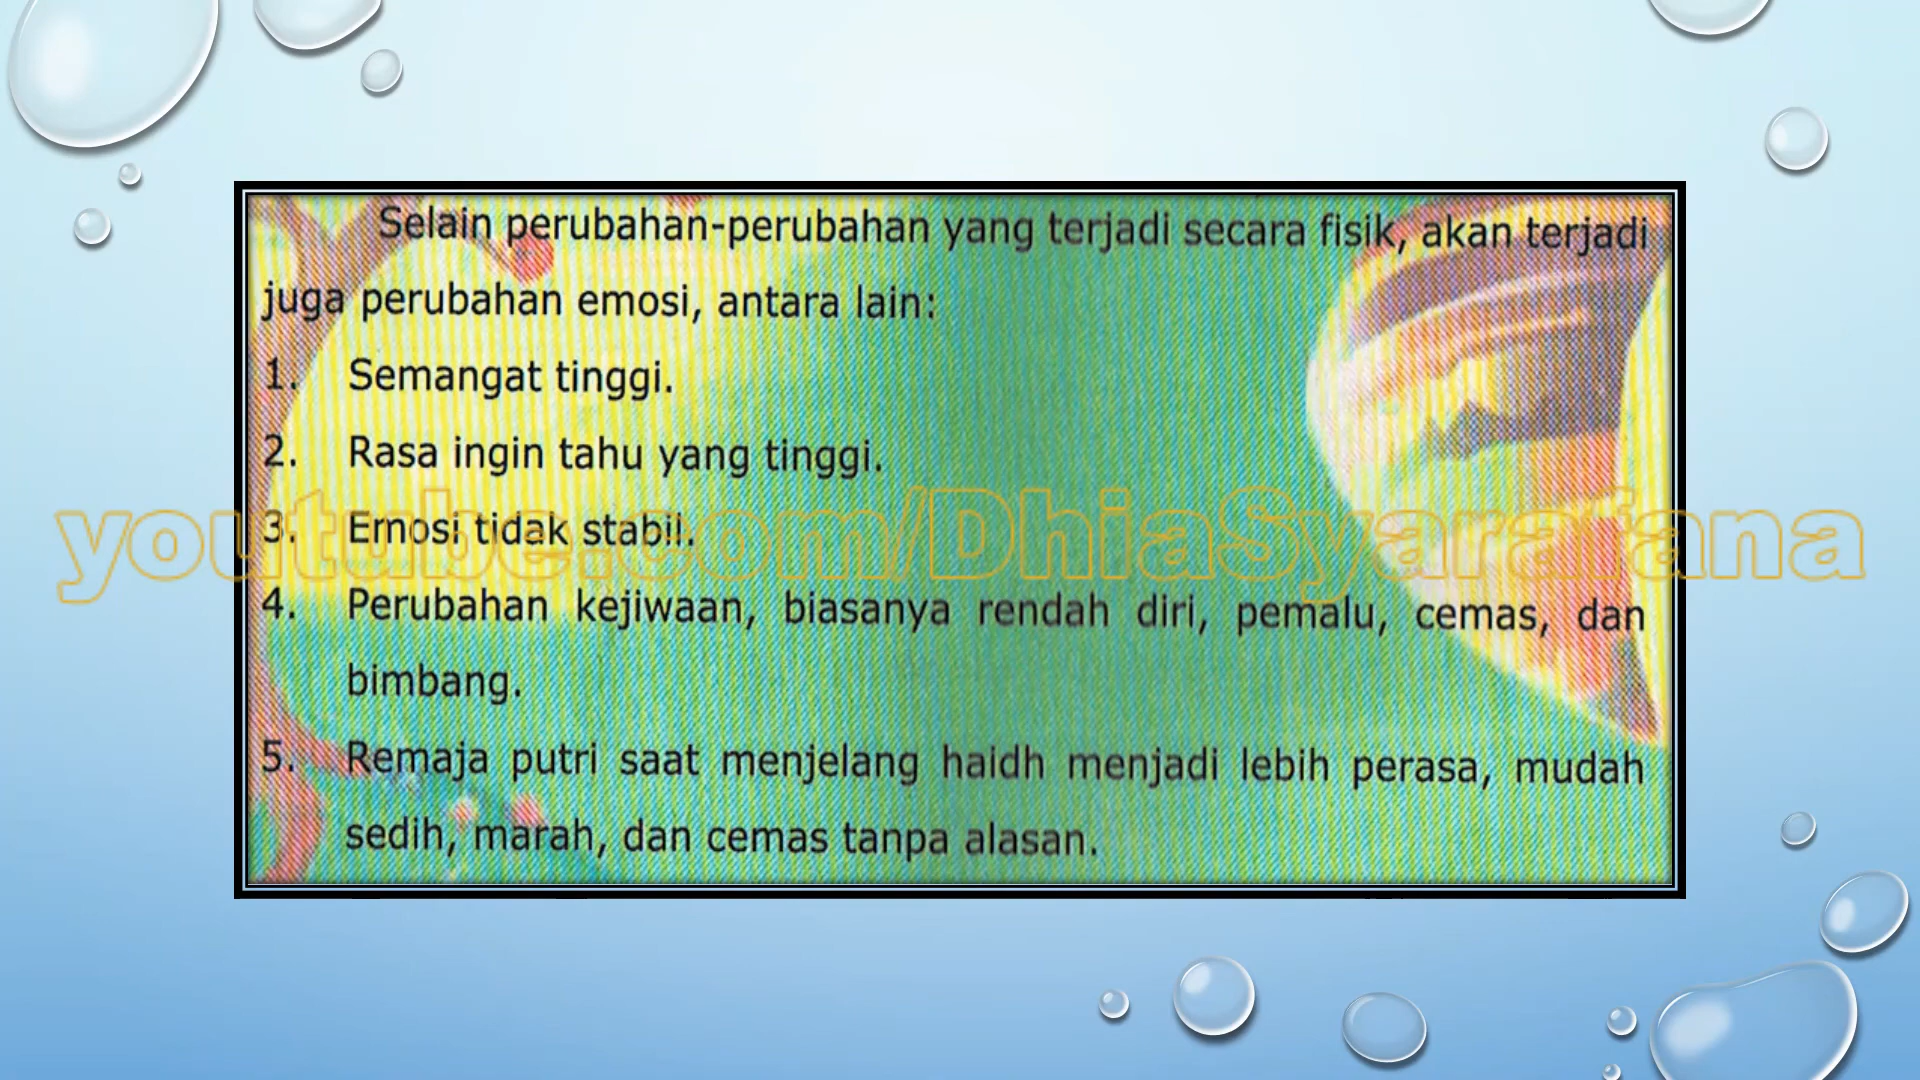 Selain perubahan-perubahan yang terjadi secara fisik, akan terjadi
juga perubahan emosi, antara lain:
1. Semangat tinggi.
2. Rasa ingin tahu yang tinggi.
3. Emosi tidak stabil.
youtube.com/DhiaSyarafana
4. Perubahan kejiwaan, biasanya rendah diri, pemalu, cemas, dan
bimbang.
5. Remaja putri saat menjelang haidh menjadi lebih perasa, mudah
sedih, marah, dan cemas tanpa alasan.